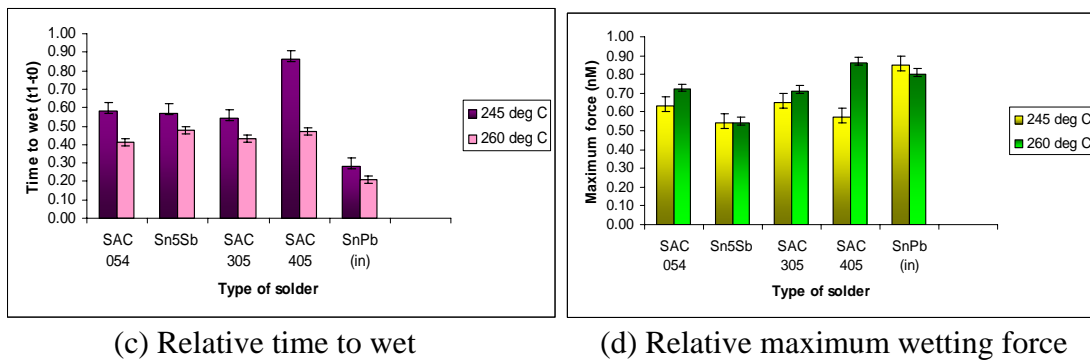 Time to wet (t1-t0)
1.00
0.90
0.80
0.70
0.60
0.50
0.40
0.30
0.20
0.10
0.00
SAC
054
Sn5Sb
SAC
305
SAC
405
SnPb
(in)
Type of solder
245 deg C
260 deg C
(c) Relative time to wet
Maximum force (nM)
1.00
0.90
0.80
0.70
0.60
0.50
0.40
0.30
0.20
0.10
0.00
SAC
054
Sn5Sb
SAC
305
SAC
405
SnPb
(in)
Type of solder
245 deg C
260 deg C
(d) Relative maximum wetting force